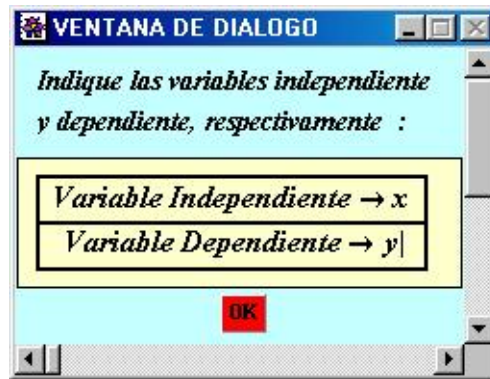 VENTANA DE DIALOGO
Indique las variables independiente
y dependiente, respectivamente :
Variable Independiente → x
Variable Dependiente → y|
OK